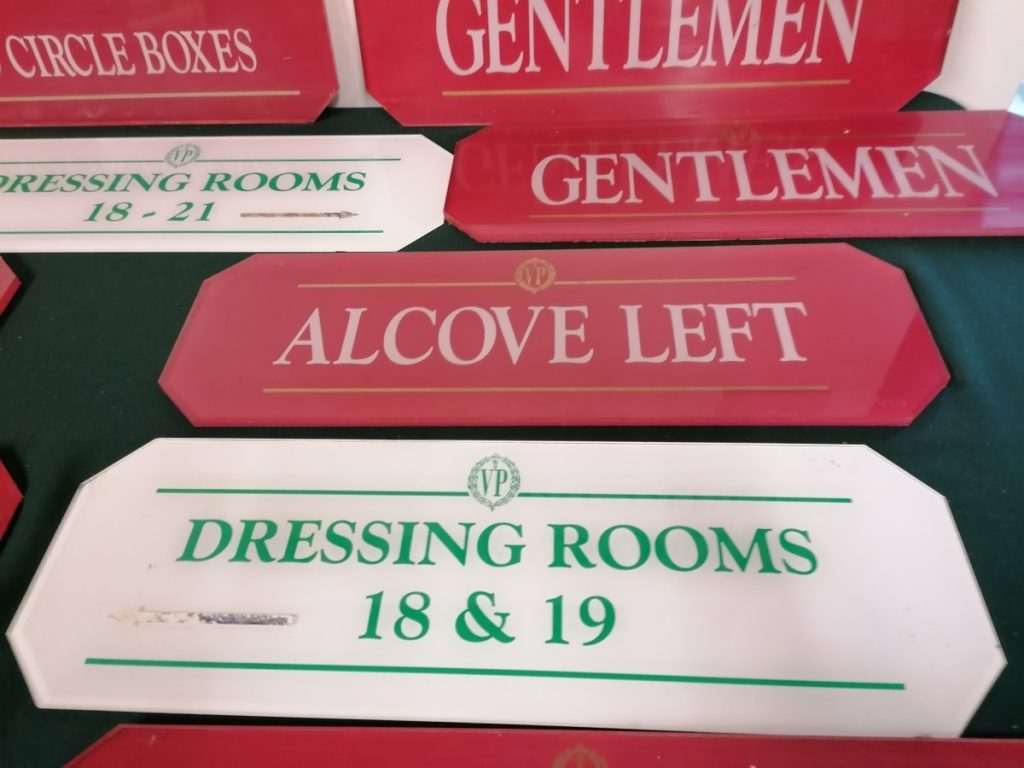 CIRCLE BOXES
GENTLEMEN
VP
DRESSING ROOMS
18 - 21
GENTLEMEN
VP
ALCOVE LEFT
VP
DRESSING ROOMS
18 & 19